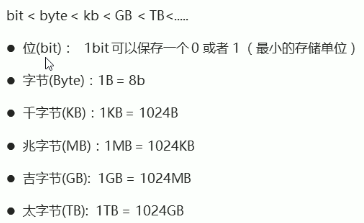 bit < byte < kb < GB < TB<.....
● 位(bit)： 1bit 可以保存一个 0 或者 1（最小的存储单位）
● 字节(Byte)：1B = 8b
● 千字节(KB)：1KB = 1024B
● 兆字节(MB)：1MB = 1024KB
● 吉字节(GB): 1GB = 1024MB
● 太字节(TB): 1TB = 1024GB